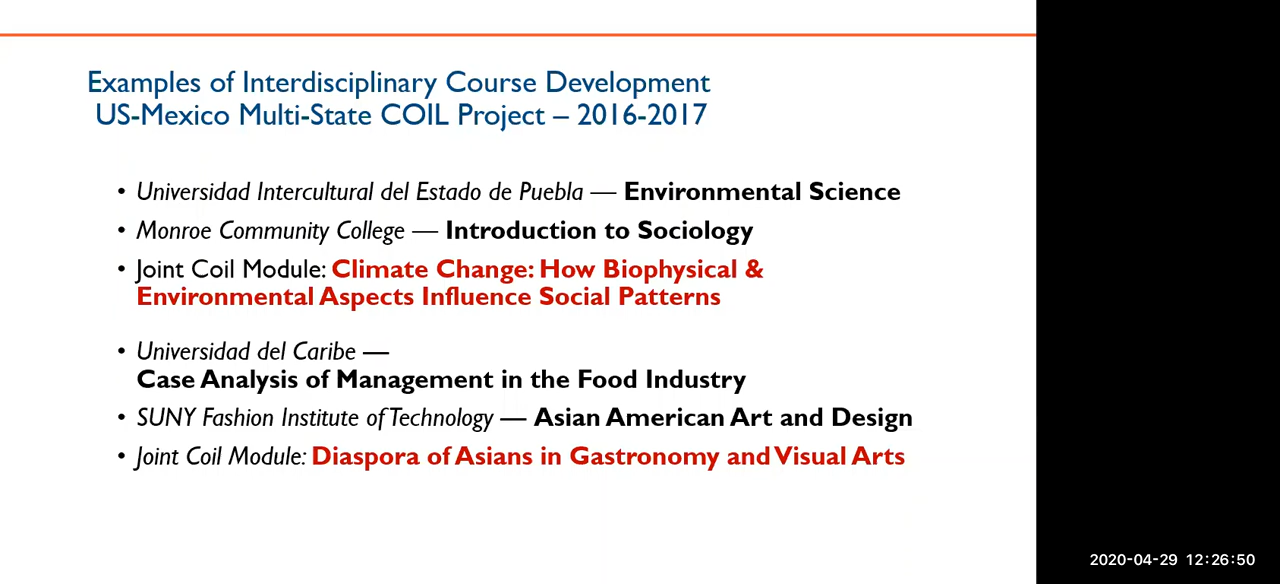 Examples of Interdisciplinary Course Development
US-Mexico Multi-State COIL Project – 2016-2017
• Universidad Intercultural del Estado de Puebla — Environmental Science
• Monroe Community College — Introduction to Sociology
• Joint Coil Module: Climate Change: How Biophysical &
Environmental Aspects Influence Social Patterns
• Universidad del Caribe —
Case Analysis of Management in the Food Industry
• SUNY Fashion Institute of Technology — Asian American Art and Design
• Joint Coil Module: Diaspora of Asians in Gastronomy and Visual Arts
2020-04-29 12:26:50